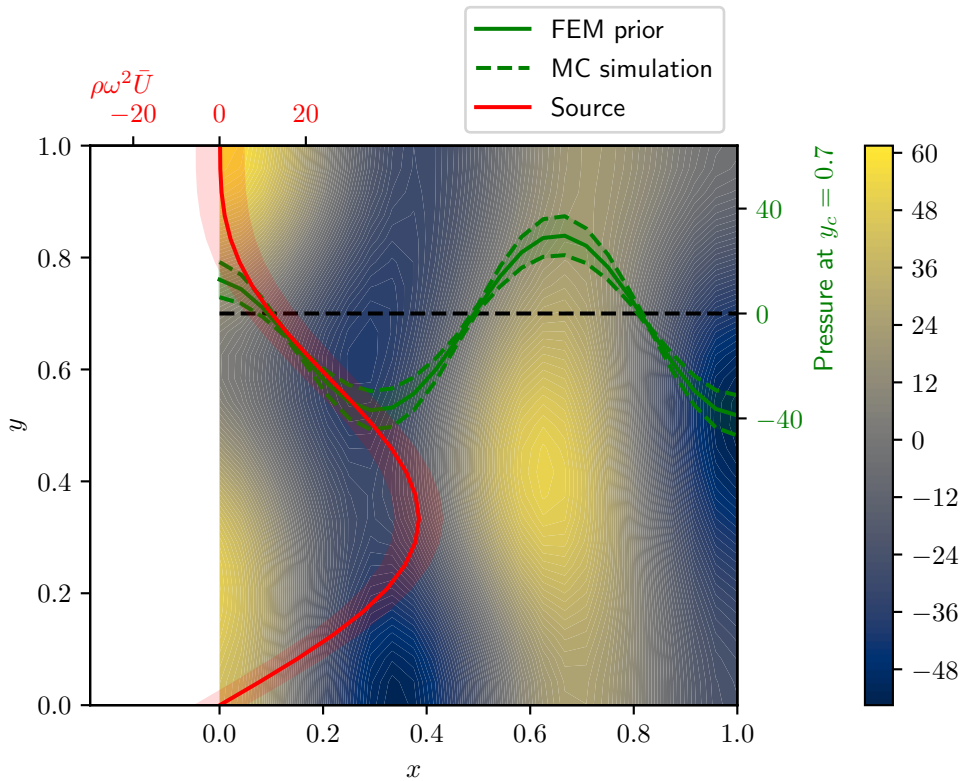 FEM prior
MC simulation
Source
ρω²Ū
−20 0 20
1.0
0.8
0.6
0.4
0.2
0.0
y
0.0 0.2 0.4 0.6 0.8 1.0
x
40
0
−40
Pressure at y_c = 0.7
60
48
36
24
12
0
−12
−24
−36
−48